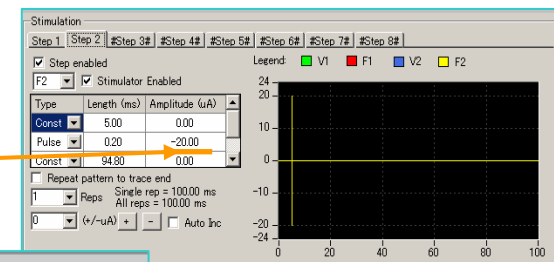 Stimulation
Step 1 Step 2 #Step 3# #Step 4# #Step 5# #Step 6# #Step 7# #Step 8#
Step enabled
Legend: V1 F1 V2 F2
F2 Stimulator Enabled
Type Length (ms) Amplitude (uA)
Const 5.00 0.00
Pulse 0.20 -20.00
Const 94.80 0.00
Repeat pattern to trace end
1 Reps Single rep = 100.00 ms
All reps = 100.00 ms
0 (+/-uA) + - Auto Inc
24
20
10
0
-10
-20
-24
0 20 40 60 80 100